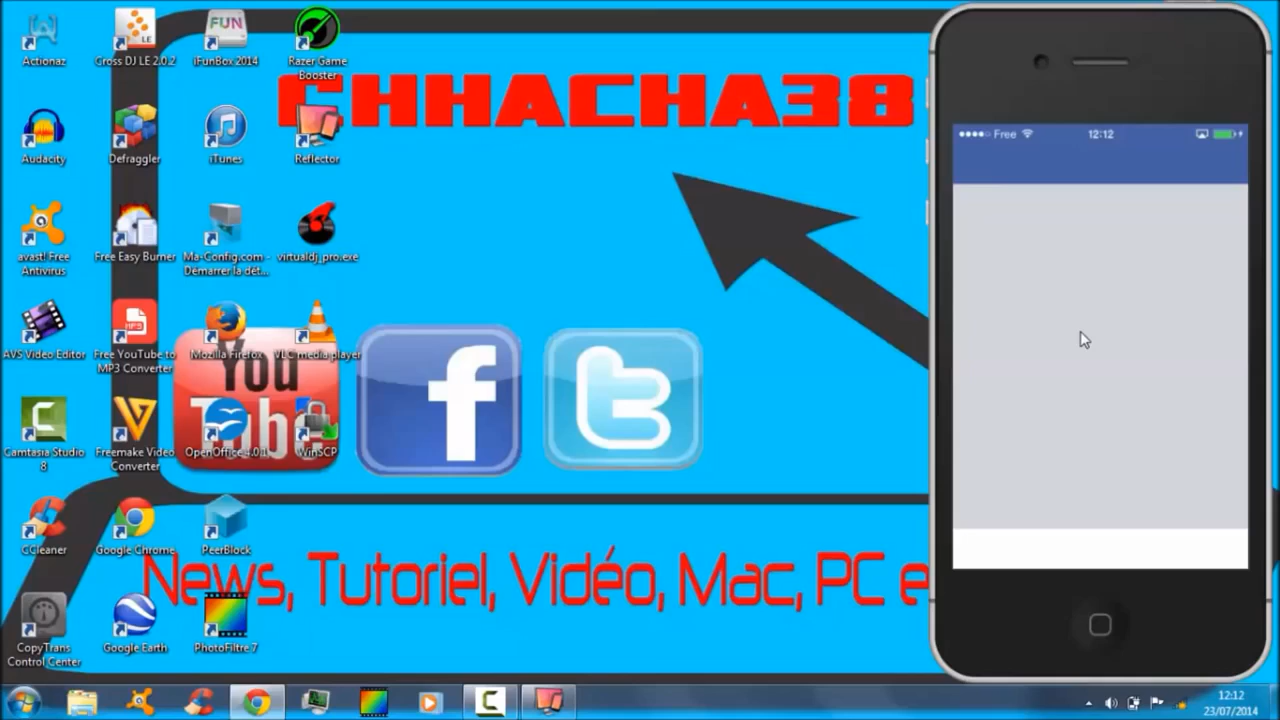 Actionaz
Cross DJ LE 2.0.2
FUN
iFunBox 2014
Razer Game
Booster
CHHACHA38
Audacity
Defraggler
iTunes
Reflector
Free
12:12
avast! Free
Antivirus
Free Easy Burner
Ma-Config.com -
Démarrer la dét...
virtualdj_pro.exe
AVS Video Editor
MP3
Free YouTube to
MP3 Converter
Mozilla Firefox
VLC media player
You
Tube
f
t
Camtasia Studio
8
Freemake Video
Converter
OpenOffice 4.0.1
WinSCP
CCleaner
Google Chrome
PeerBlock
News, Tutoriel, Vidéo, Mac, PC e
CopyTrans
Control Center
Google Earth
PhotoFiltre 7
12:12
23/07/2014